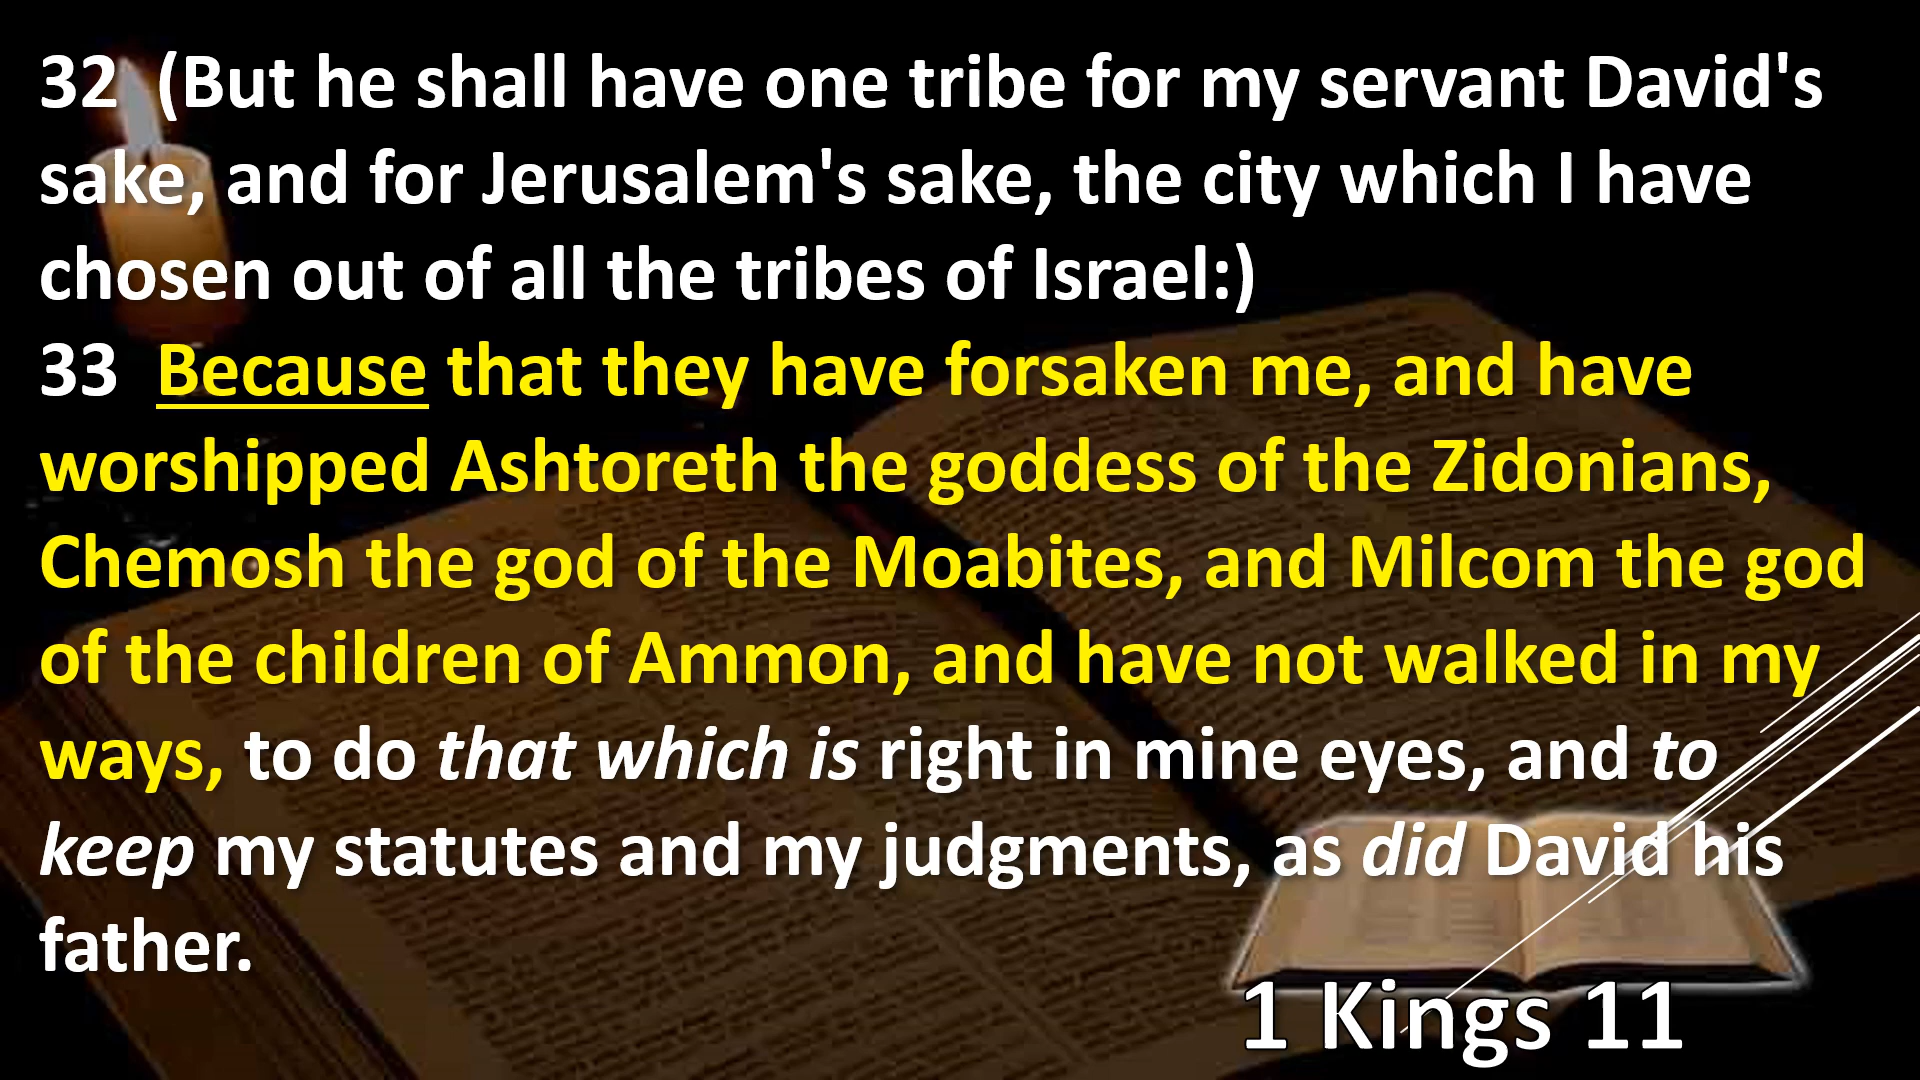 32 (But he shall have one tribe for my servant David's
sake, and for Jerusalem's sake, the city which I have
chosen out of all the tribes of Israel:)
33 Because that they have forsaken me, and have
worshipped Ashtoreth the goddess of the Zidonians,
Chemosh the god of the Moabites, and Milcom the god
of the children of Ammon, and have not walked in my
ways, to do that which is right in mine eyes, and to
keep my statutes and my judgments, as did David his
father.
1 Kings 11